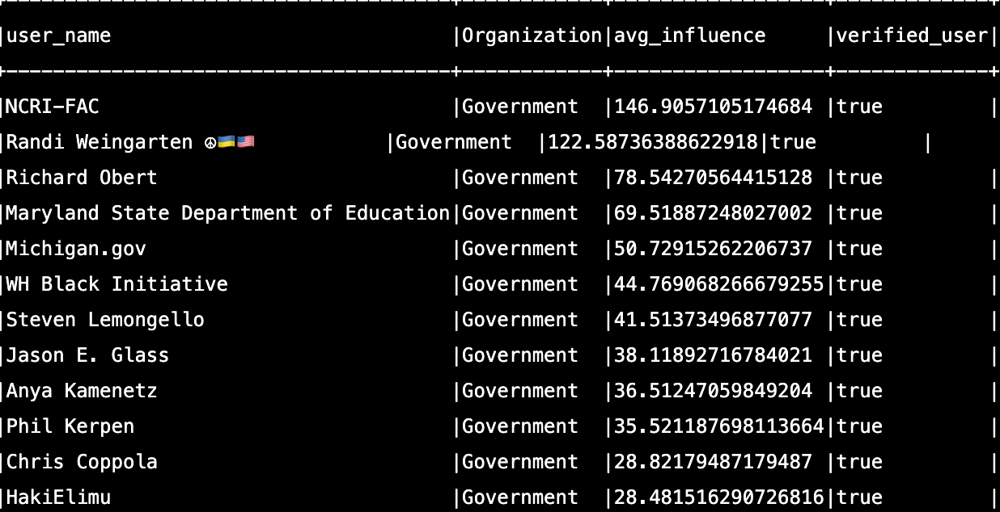 |user_name |Organization|avg_influence |verified_user|
|NCRI-FAC |Government |146.9057105174684 |true |
|Randi Weingarten ☮️🇺🇦🇺🇸 |Government |122.58736388622918|true |
|Richard Obert |Government |78.54270564415128 |true |
|Maryland State Department of Education|Government |69.51887248027002 |true |
|Michigan.gov |Government |50.72915262206737 |true |
|WH Black Initiative |Government |44.769068266679255|true |
|Steven Lemongello |Government |41.51373496877077 |true |
|Jason E. Glass |Government |38.11892716784021 |true |
|Anya Kamenetz |Government |36.51247059849204 |true |
|Phil Kerpen |Government |35.521187698113664|true |
|Chris Coppola |Government |28.82179487179487 |true |
|HakiElimu |Government |28.481516290726816|true |